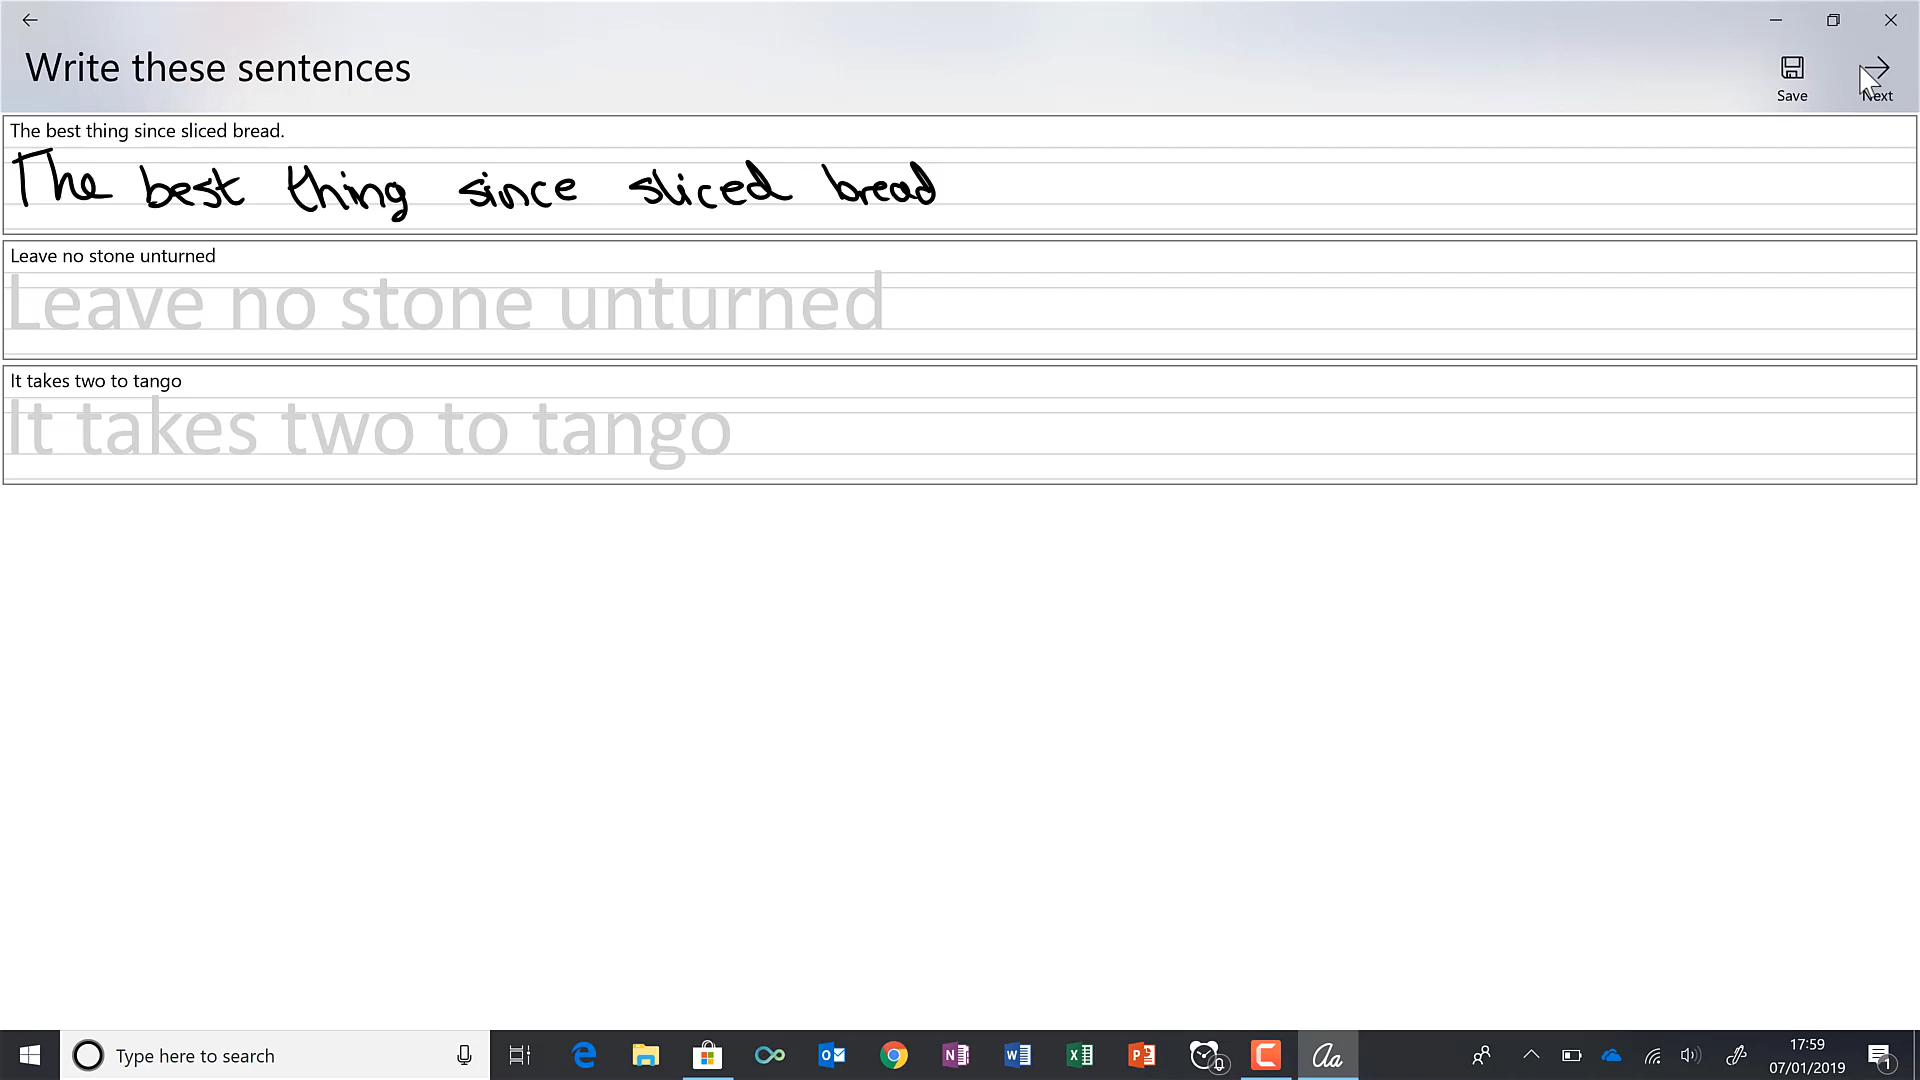 Write these sentences
Save
Next
The best thing since sliced bread.
The best thing since sliced bread
Leave no stone unturned
Leave no stone unturned
It takes two to tango
It takes two to tango
Type here to search
17:59
07/01/2019
1